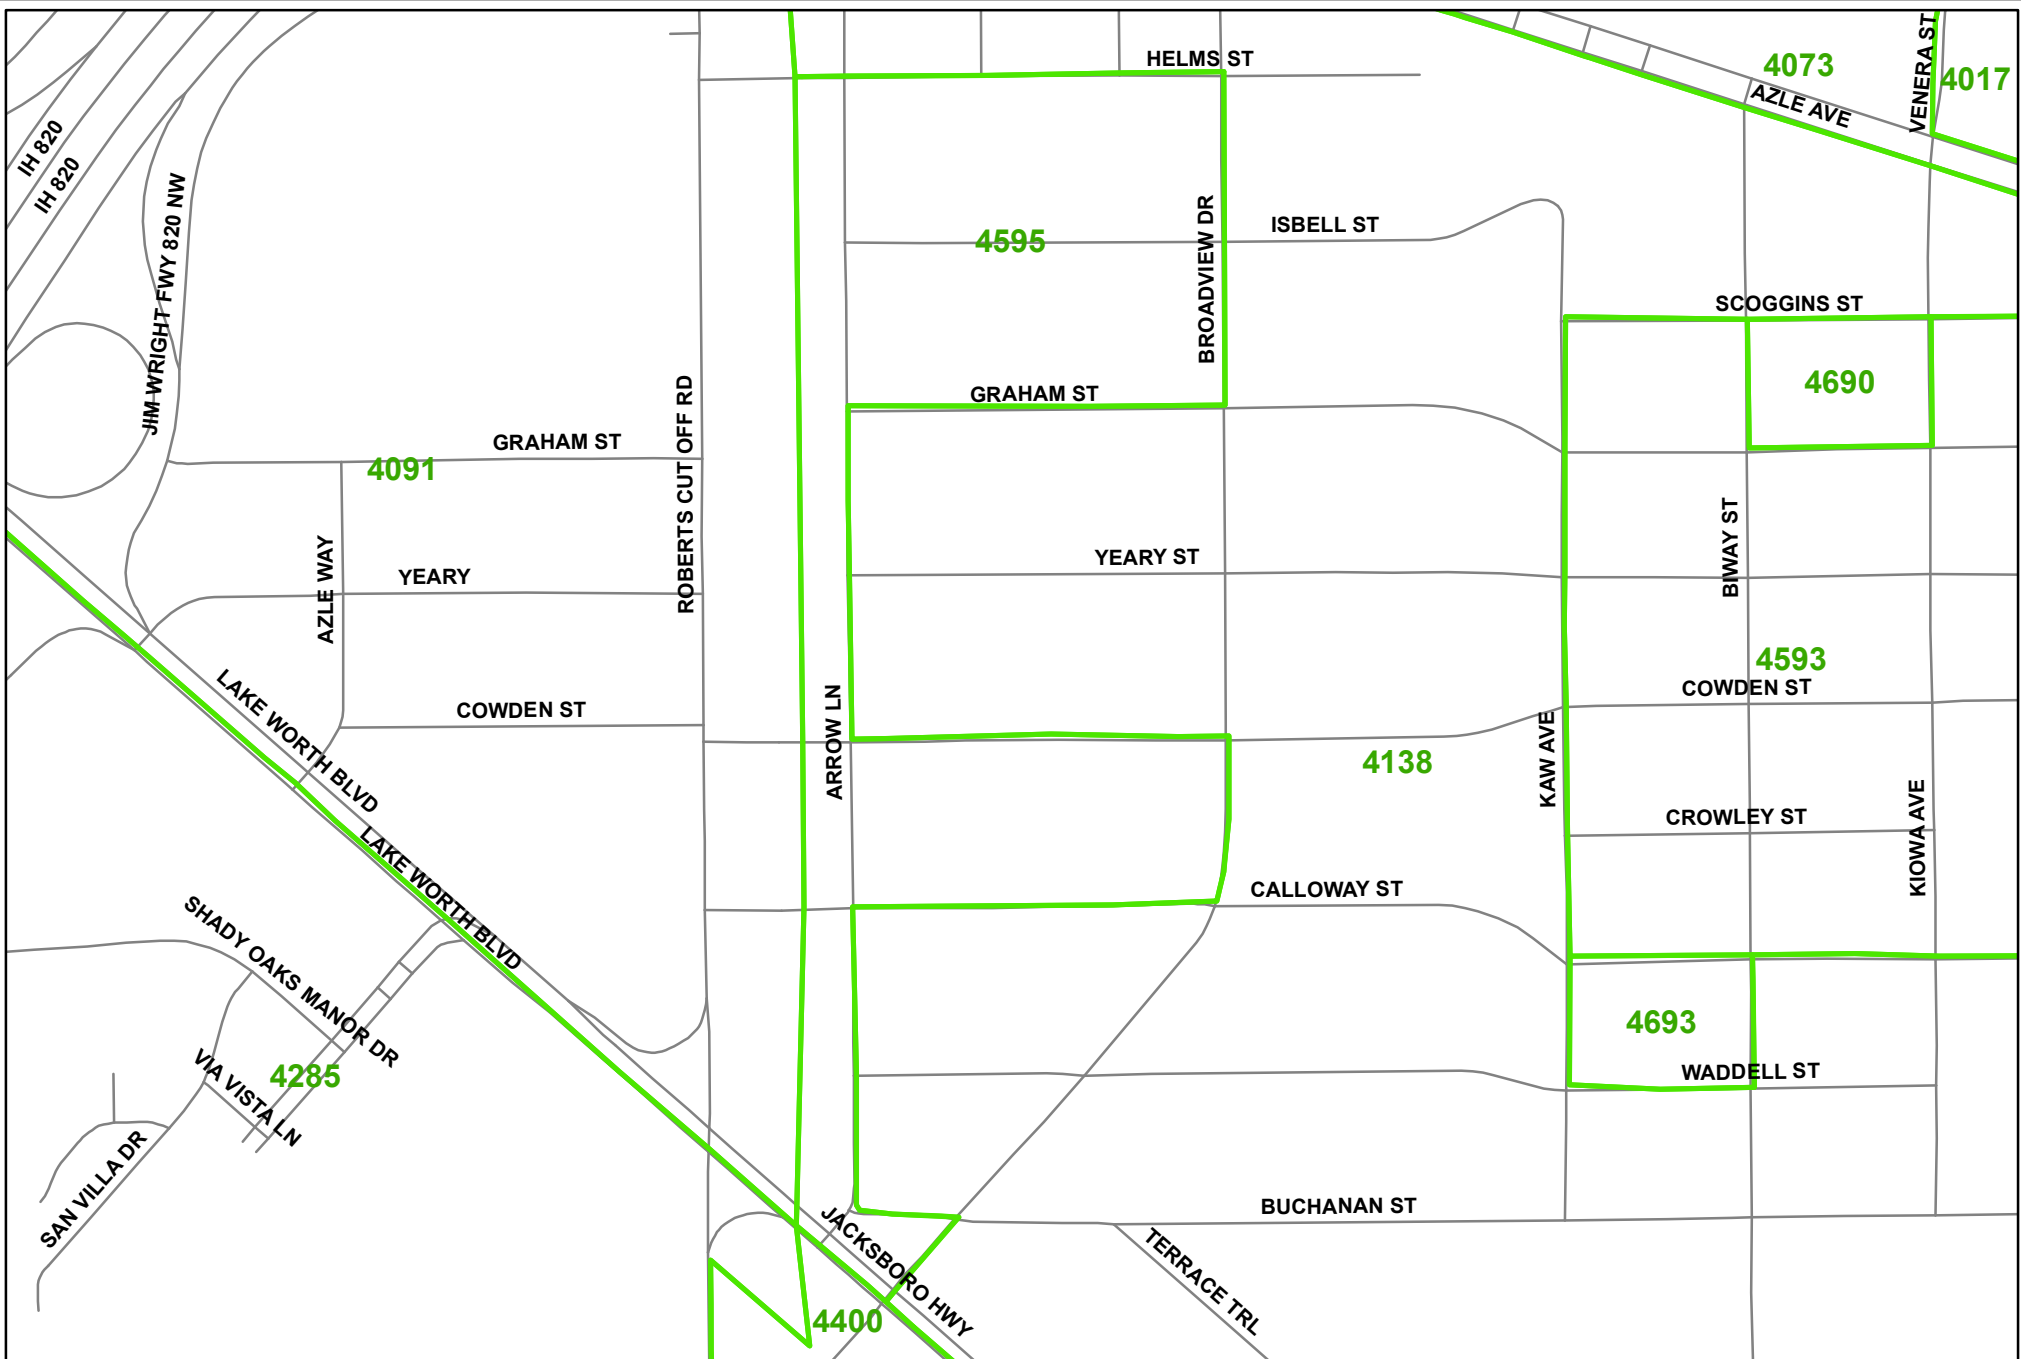 HELMS ST
4073
4017
VENERA ST
AZLE AVE
IH 820
IH 820
JIM WRIGHT FWY 820 NW
4595
BROADVIEW DR
ISBELL ST
SCOGGINS ST
4690
GRAHAM ST
GRAHAM ST
4091
ROBERTS CUT OFF RD
AZLE WAY
YEARY
YEARY ST
BIWAY ST
4593
COWDEN ST
COWDEN ST
LAKE WORTH BLVD
ARROW LN
4138
KAW AVE
CROWLEY ST
KIOWA AVE
LAKE WORTH BLVD
CALLOWAY ST
SHADY OAKS MANOR DR
4693
VIA VISTA LN
4285
WADDELL ST
SAN VILLA DR
BUCHANAN ST
JACKSBORO HWY
TERRACE TRL
4400